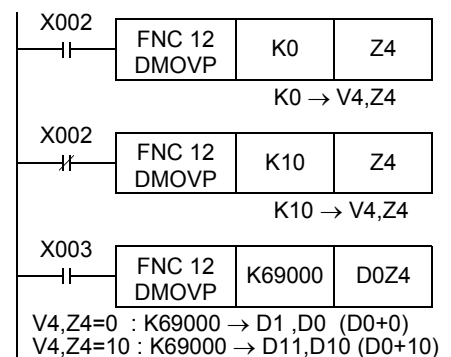 X002
FNC 12 DMOVP K0 Z4
K0 → V4,Z4
X002
FNC 12 DMOVP K10 Z4
K10 → V4,Z4
X003
FNC 12 DMOVP K69000 D0Z4
V4,Z4=0 : K69000 → D1 ,D0 (D0+0)
V4,Z4=10 : K69000 → D11,D10 (D0+10)